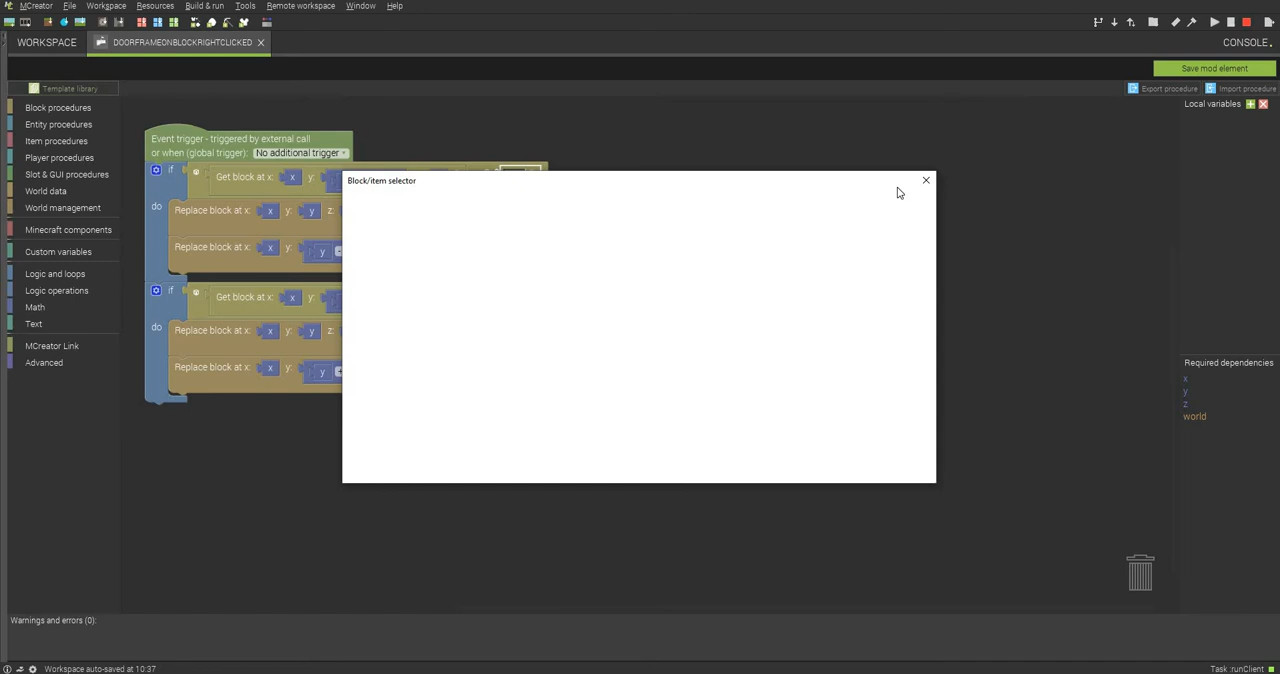 MCreator File Workspace Resources Build & run Tools Remote workspace Window Help
WORKSPACE DOORFRAMEONBLOCKRIGHTCLICKED CONSOLE
Save mod element
Template library Export procedure Import procedure
Block procedures
Entity procedures
Item procedures
Player procedures
Slot & GUI procedures
World data
World management
Minecraft components
Custom variables
Logic and loops
Logic operations
Math
Text
MCreator Link
Advanced
Event trigger - triggered by external call
or when (global trigger): No additional trigger
if Get block at x: x y:
do Replace block at x: x y: y z:
Replace block at x: x y: y
if Get block at x: x y:
do Replace block at x: x y: y z:
Replace block at x: x y: y +
Block/item selector
Local variables
Required dependencies
x
y
z
world
Warnings and errors (0):
Workspace auto-saved at 10:37 Task :runClient